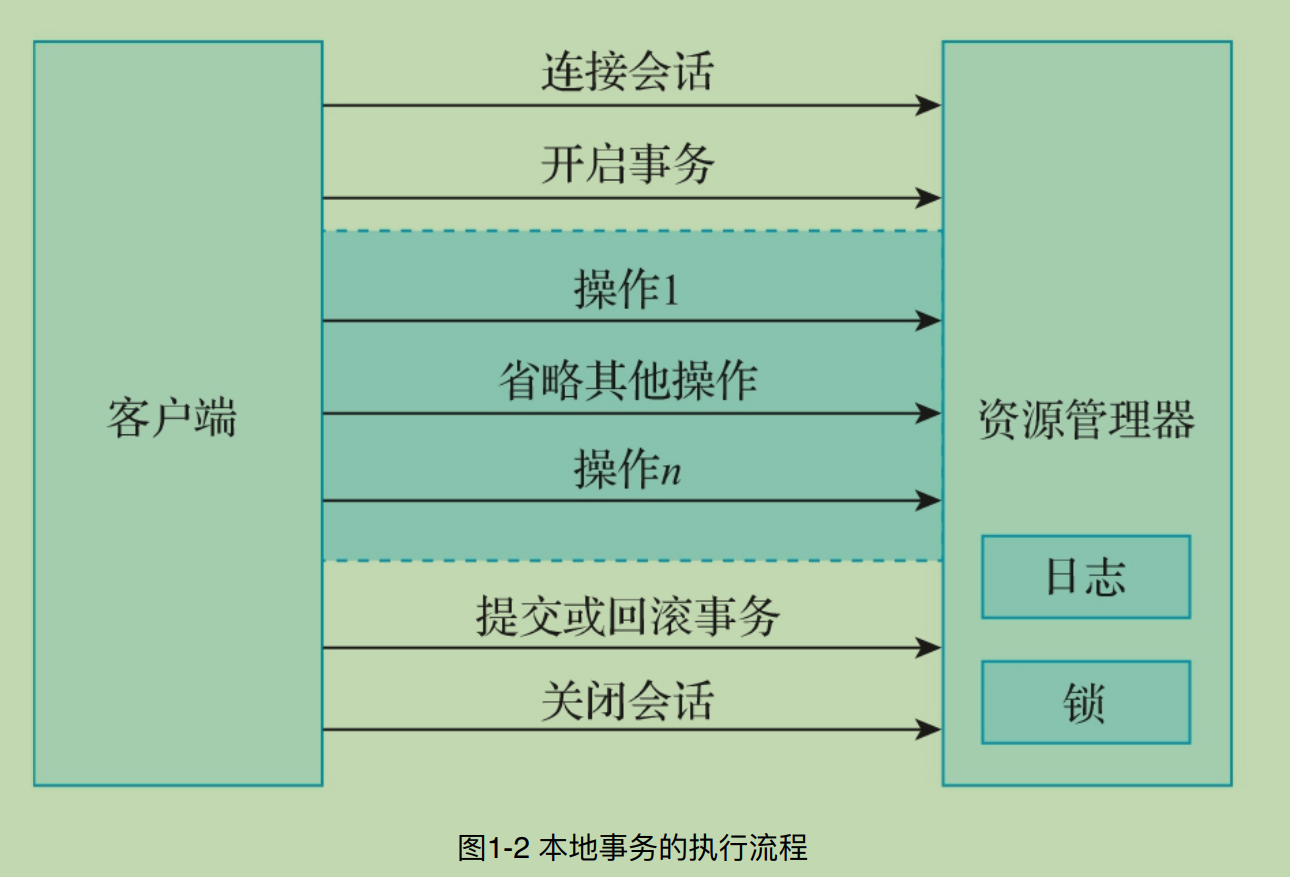 连接会话
开启事务
操作1
省略其他操作
操作n
提交或回滚事务
关闭会话
客户端
资源管理器
日志
锁
图1-2 本地事务的执行流程